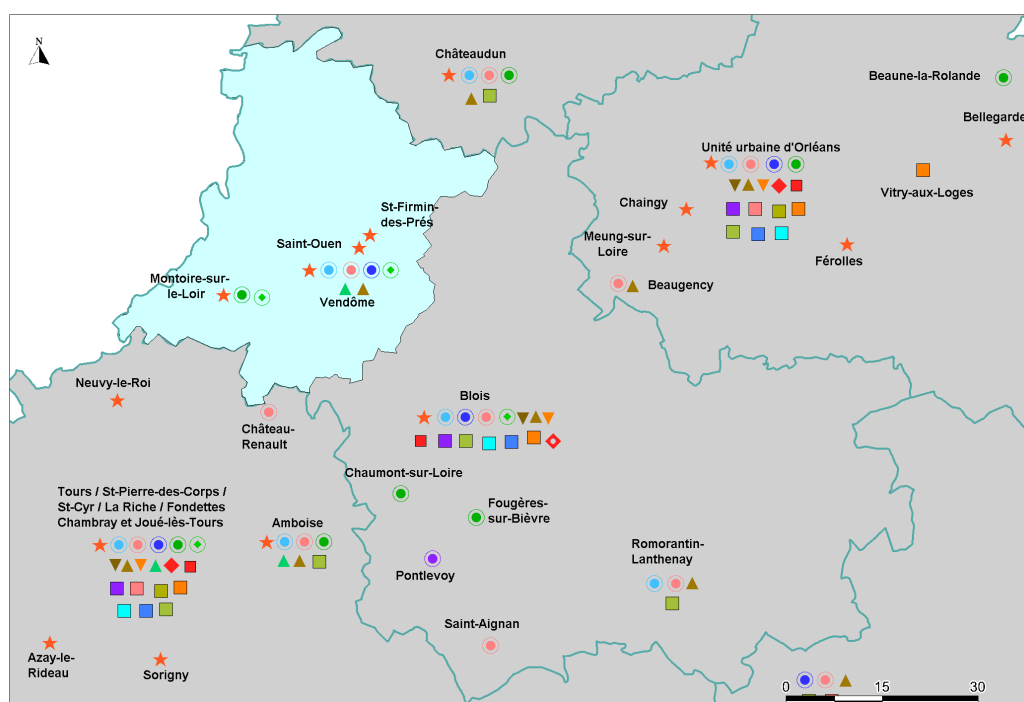 N
Châteaudun
Beaune-la-Rolande
Bellegarde
Unité urbaine d'Orléans
Vitry-aux-Loges
Chaingy
St-Firmin-
des-Prés
Saint-Ouen
Meung-sur-
Loire
Férolles
Montoire-sur-
le-Loir
Vendôme
Beaugency
Neuvy-le-Roi
Blois
Château-
Renault
Chaumont-sur-Loire
Tours / St-Pierre-des-Corps /
St-Cyr / La Riche / Fondettes
Chambray et Joué-lès-Tours
Fougères-
sur-Bièvre
Amboise
Romorantin-
Lanthenay
Pontlevoy
Saint-Aignan
Azay-le-
Rideau
Sorigny
0 15 30